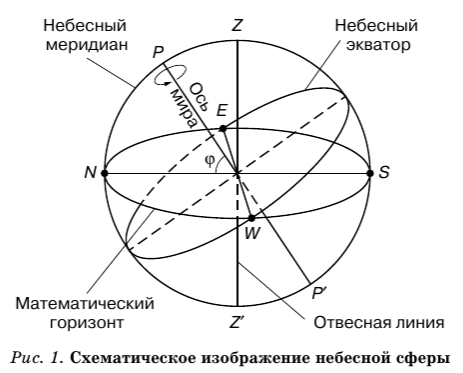 Небесный
меридиан
P
Z
Небесный
экватор
Ось
мира
E
φ
N
S
W
Математический
горизонт
Z′
P′
Отвесная линия
Рис. 1. Схематическое изображение небесной сферы